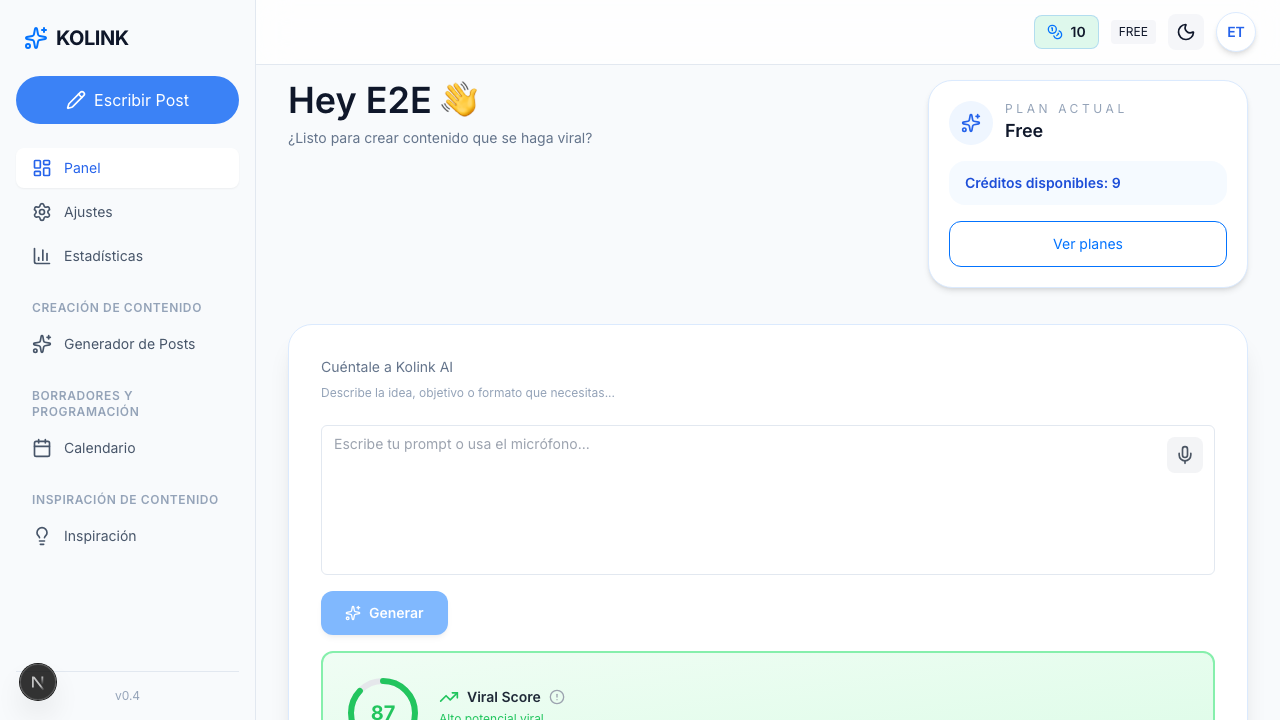 KOLINK
Escribir Post
Panel
Ajustes
Estadísticas
CREACIÓN DE CONTENIDO
Generador de Posts
BORRADORES Y
PROGRAMACIÓN
Calendario
INSPIRACIÓN DE CONTENIDO
Inspiración
N
v0.4
10
FREE
ET
Hey E2E 👋
¿Listo para crear contenido que se haga viral?
PLAN ACTUAL
Free
Créditos disponibles: 9
Ver planes
Cuéntale a Kolink AI
Describe la idea, objetivo o formato que necesitas...
Escribe tu prompt o usa el micrófono...
Generar
87
Viral Score
Alto potencial viral